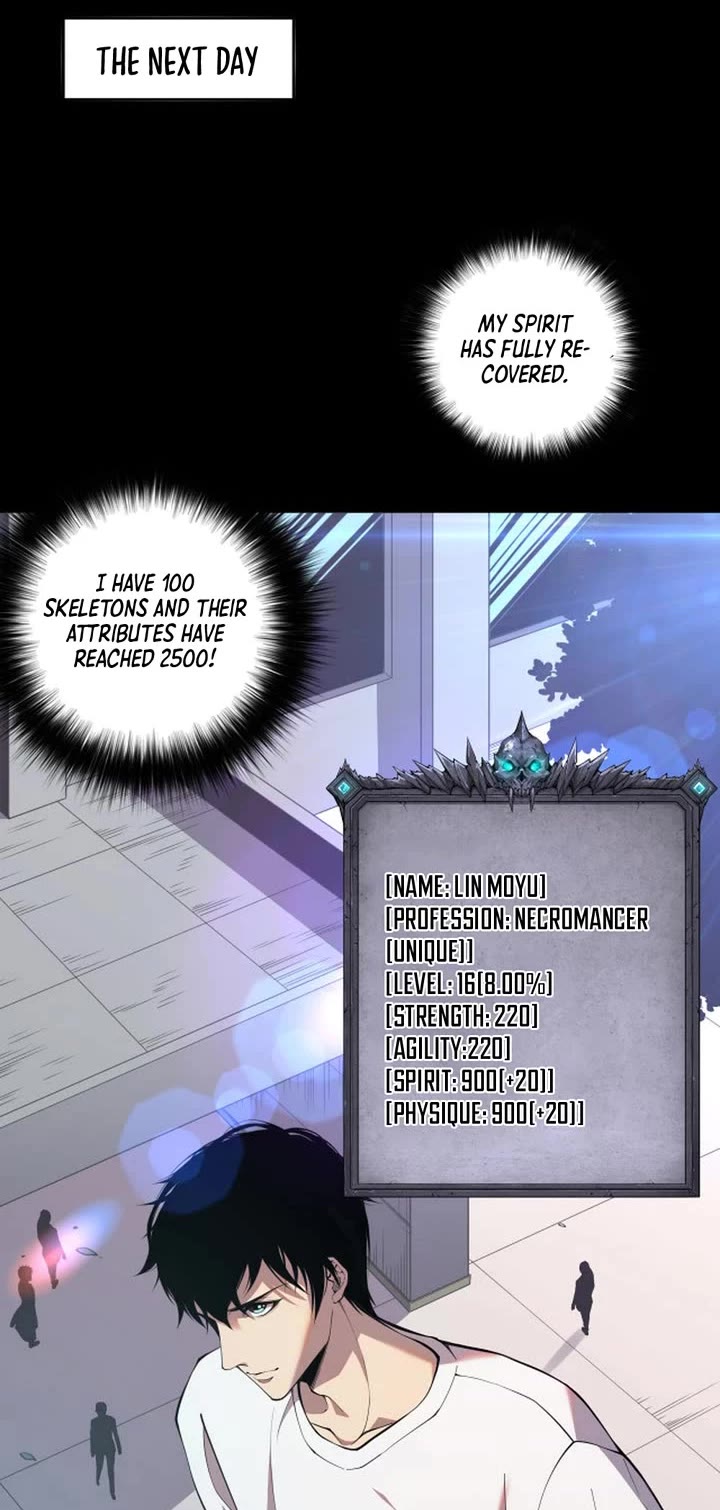 THE NEXT DAY
MY SPIRIT
HAS FULLY RE-
COVERED.
I HAVE 100
SKELETONS AND THEIR
ATTRIBUTES HAVE
REACHED 2500!
[NAME: LIN MOYU]
[PROFESSION: NECROMANCER
[UNIQUE]]
[LEVEL: 16[8.00%]
[STRENGTH: 220]
[AGILITY:220]
[SPIRIT: 900[+20]]
[PHYSIQUE: 900[+20]]